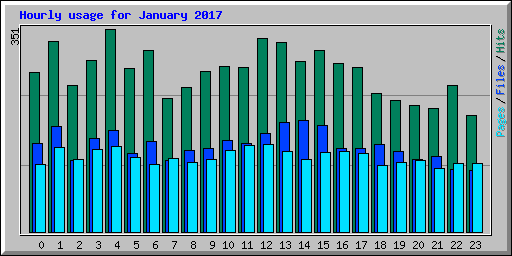 Hourly usage for January 2017
351
Pages / Files / Hits
0 1 2 3 4 5 6 7 8 9 10 11 12 13 14 15 16 17 18 19 20 21 22 23